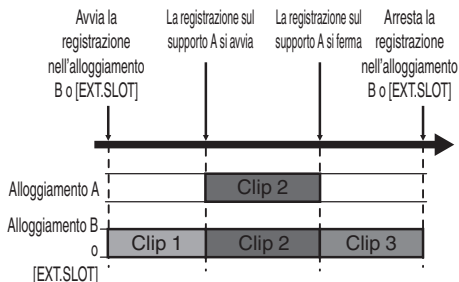 Avvia la
registrazione
nell'alloggiamento
B o [EXT.SLOT]
La registrazione sul
supporto A si avvia
La registrazione sul
supporto A si ferma
Arresta la
registrazione
nell'alloggiamento
B o [EXT.SLOT]
Alloggiamento A
Clip 2
Alloggiamento B
o
[EXT.SLOT]
Clip 1
Clip 2
Clip 3